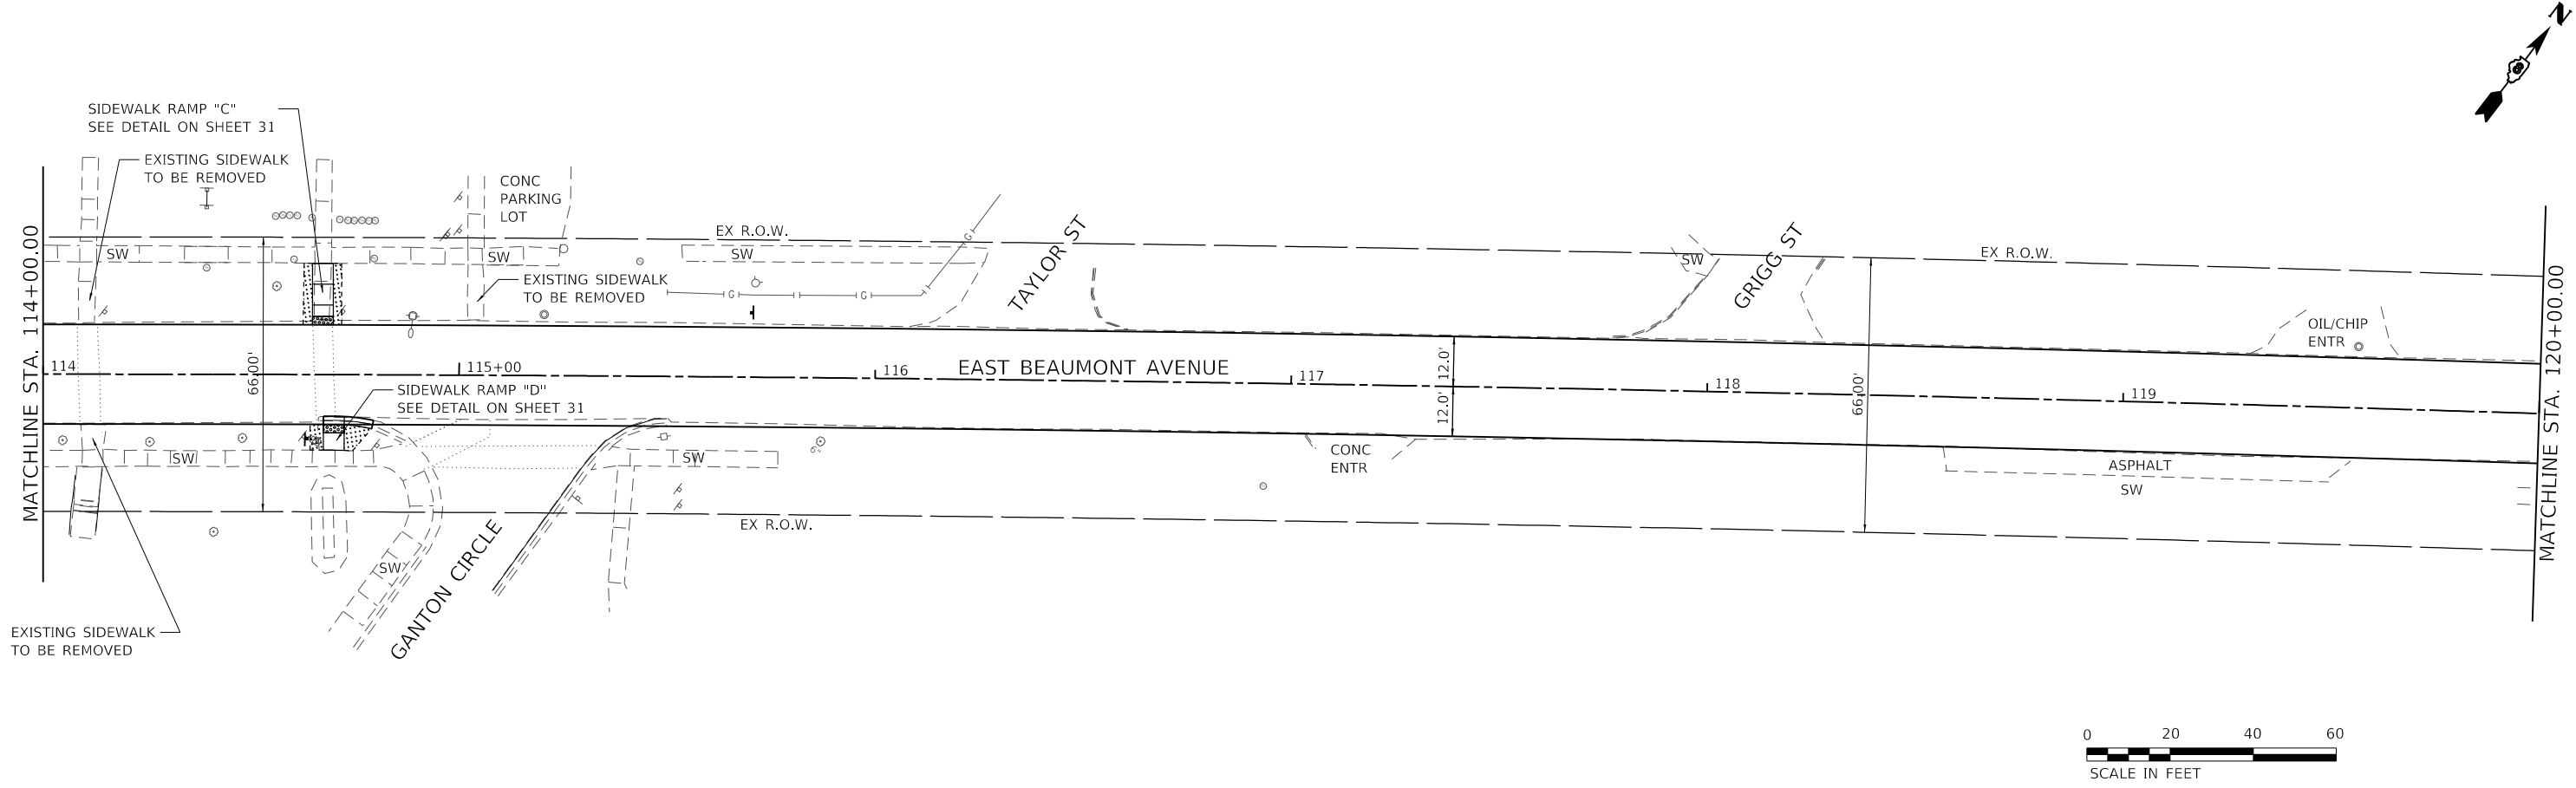 N
SIDEWALK RAMP "C"
SEE DETAIL ON SHEET 31
EXISTING SIDEWALK
TO BE REMOVED
CONC
PARKING
LOT
EX R.O.W.
SW
SW
SW
EXISTING SIDEWALK
TO BE REMOVED
G
G
G
TAYLOR ST
SW
GRIGG ST
EX R.O.W.
OIL/CHIP
ENTR
MATCHLINE STA. 114+00.00
MATCHLINE STA. 120+00.00
114
66.00'
115+00
116
EAST BEAUMONT AVENUE
117
12.0'
12.0'
118
66.00'
119
SIDEWALK RAMP "D"
SEE DETAIL ON SHEET 31
SW
SW
CONC
ENTR
ASPHALT
SW
P
EX R.O.W.
SW
GANTON CIRCLE
EXISTING SIDEWALK
TO BE REMOVED
0 20 40 60
SCALE IN FEET